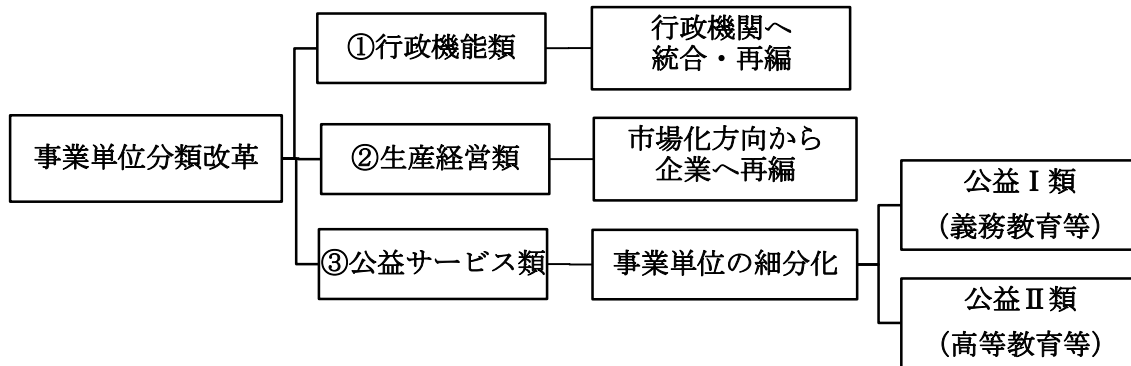 事業単位分類改革
①行政機能類
行政機関へ
統合・再編
②生産経営類
市場化方向から
企業へ再編
③公益サービス類
事業単位の細分化
公益Ⅰ類
（義務教育等）
公益Ⅱ類
（高等教育等）